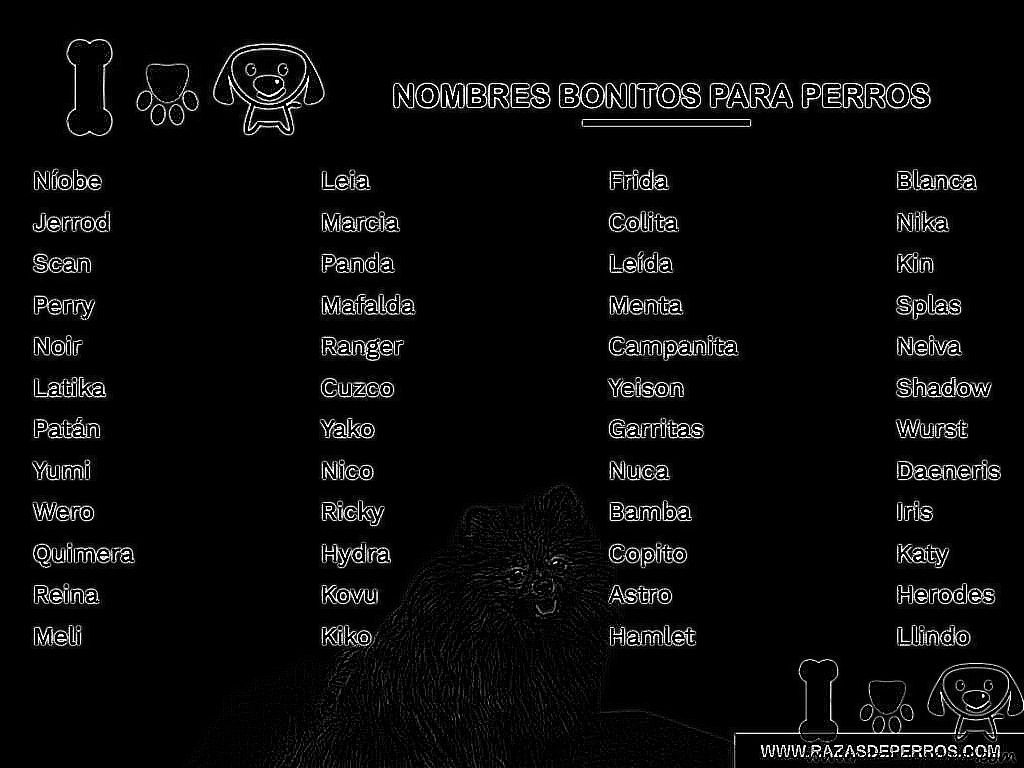 NOMBRES BONITOS PARA PERROS
Níobe Leia Frida Blanca
Jerrod Marcia Colita Nika
Scan Panda Leída Kin
Perry Mafalda Menta Splas
Noir Ranger Campanita Neiva
Latika Cuzco Yeison Shadow
Patán Yako Garritas Wurst
Yumi Nico Nuca Daeneris
Wero Ricky Bamba Iris
Quimera Hydra Copito Katy
Reina Kovu Astro Herodes
Meli Kiko Hamlet Llindo
WWW.RAZASDEPERROS.COM